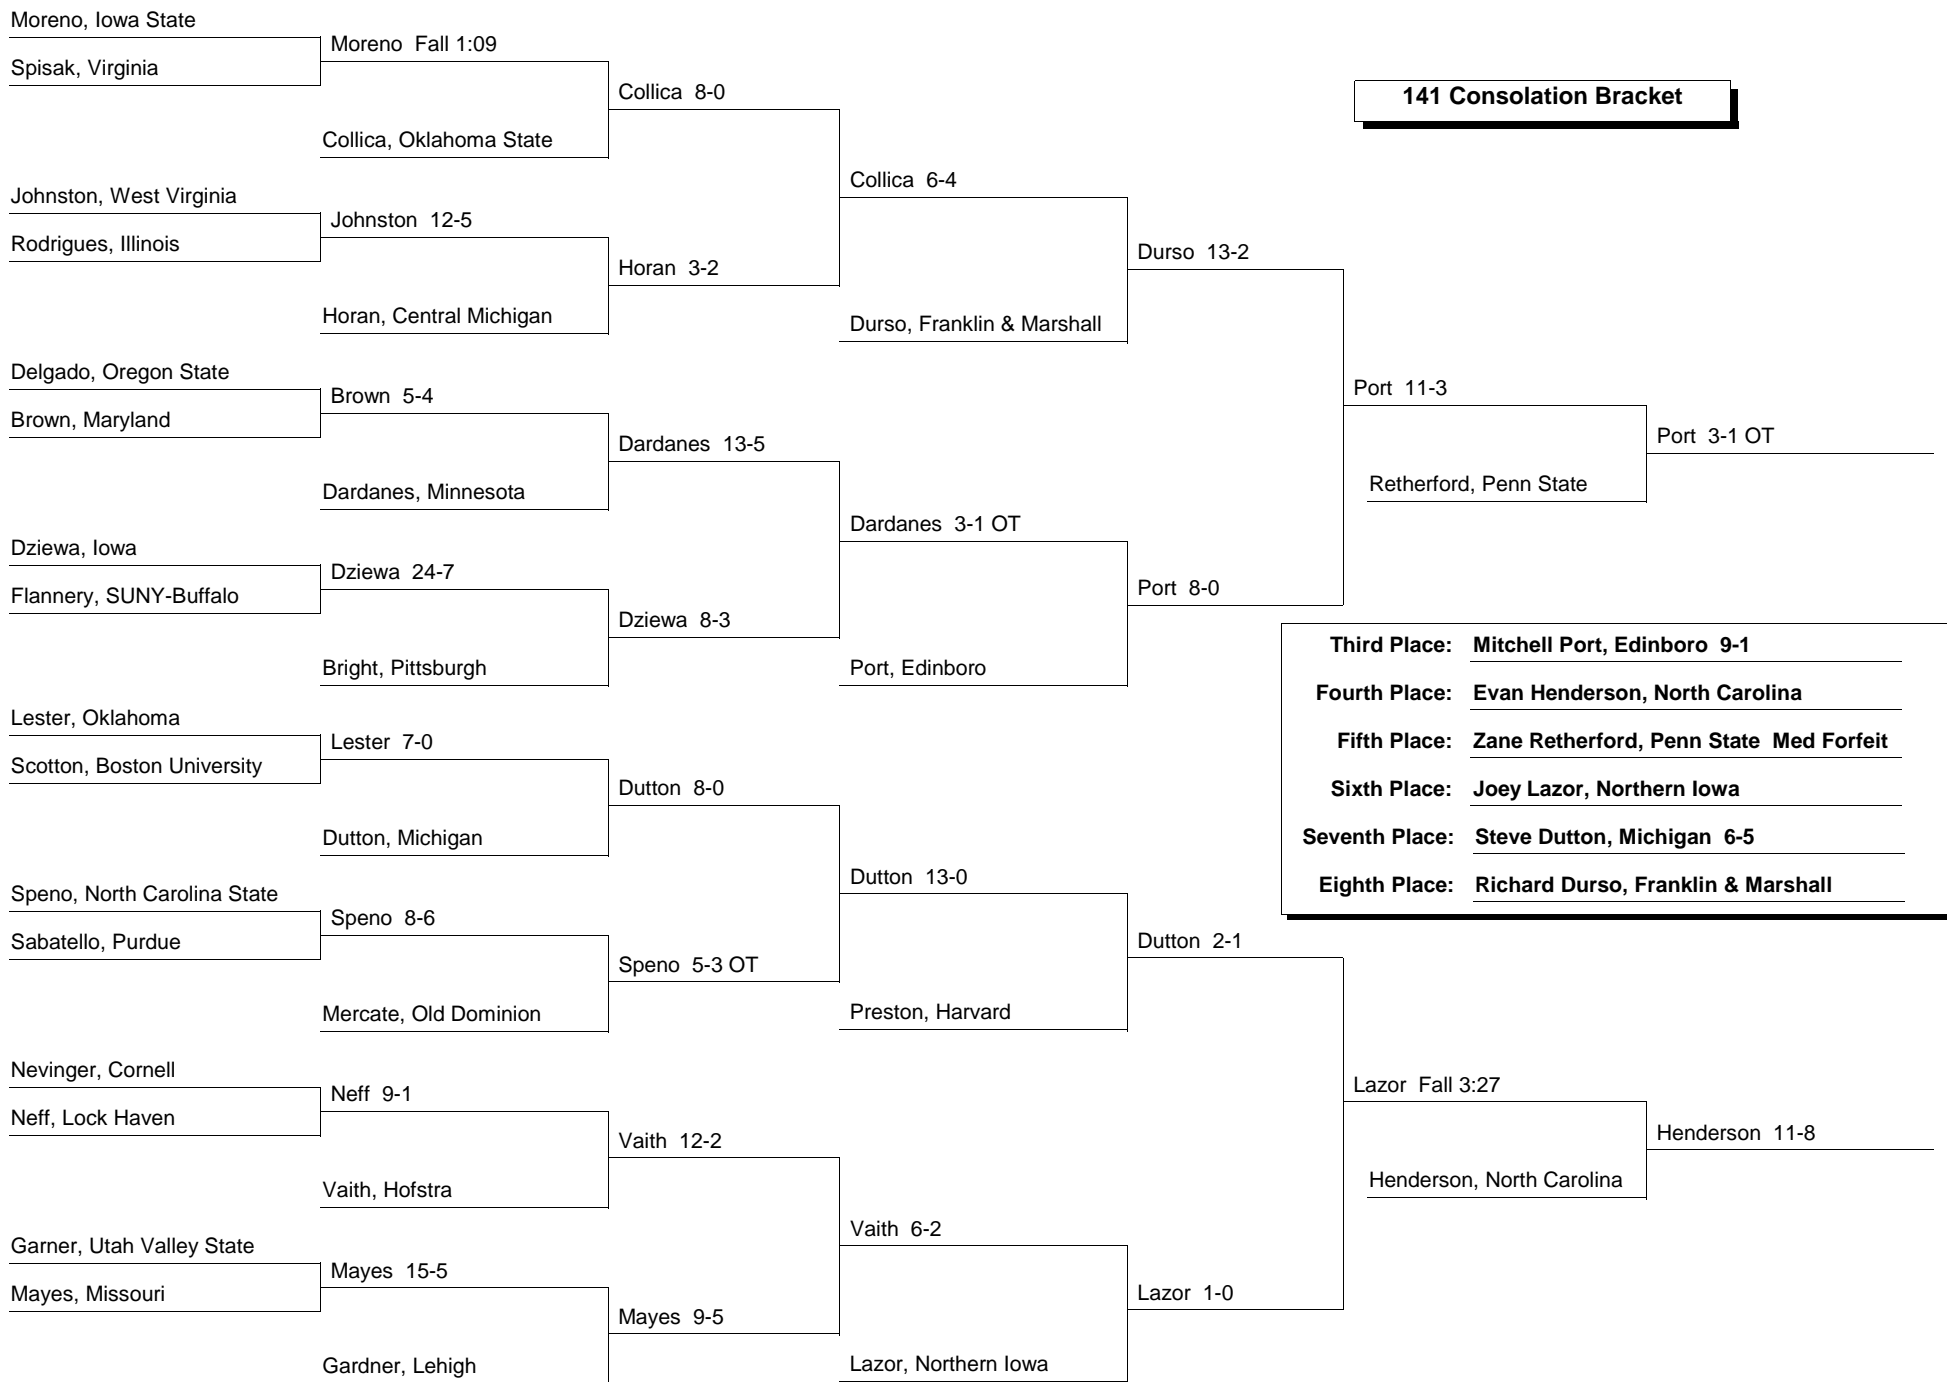 141 Consolation Bracket
Moreno, Iowa State
Spisak, Virginia
Johnston, West Virginia
Rodrigues, Illinois
Delgado, Oregon State
Brown, Maryland
Dziewa, Iowa
Flannery, SUNY-Buffalo
Lester, Oklahoma
Scotton, Boston University
Speno, North Carolina State
Sabatello, Purdue
Nevinger, Cornell
Neff, Lock Haven
Garner, Utah Valley State
Mayes, Missouri
Moreno Fall 1:09
Collica, Oklahoma State
Johnston 12-5
Horan, Central Michigan
Brown 5-4
Dardanes, Minnesota
Dziewa 24-7
Bright, Pittsburgh
Lester 7-0
Dutton, Michigan
Speno 8-6
Mercate, Old Dominion
Neff 9-1
Vaith, Hofstra
Mayes 15-5
Gardner, Lehigh
Collica 8-0
Horan 3-2
Dardanes 13-5
Dziewa 8-3
Dutton 8-0
Speno 5-3 OT
Vaith 12-2
Mayes 9-5
Collica 6-4
Durso, Franklin & Marshall
Dardanes 3-1 OT
Port, Edinboro
Dutton 13-0
Preston, Harvard
Vaith 6-2
Lazor, Northern Iowa
Durso 13-2
Port 8-0
Dutton 2-1
Lazor 1-0
Port 11-3
Retherford, Penn State
Lazor Fall 3:27
Henderson, North Carolina
Port 3-1 OT
Henderson 11-8
Third Place: Mitchell Port, Edinboro 9-1
Fourth Place: Evan Henderson, North Carolina
Fifth Place: Zane Retherford, Penn State Med Forfeit
Sixth Place: Joey Lazor, Northern Iowa
Seventh Place: Steve Dutton, Michigan 6-5
Eighth Place: Richard Durso, Franklin & Marshall